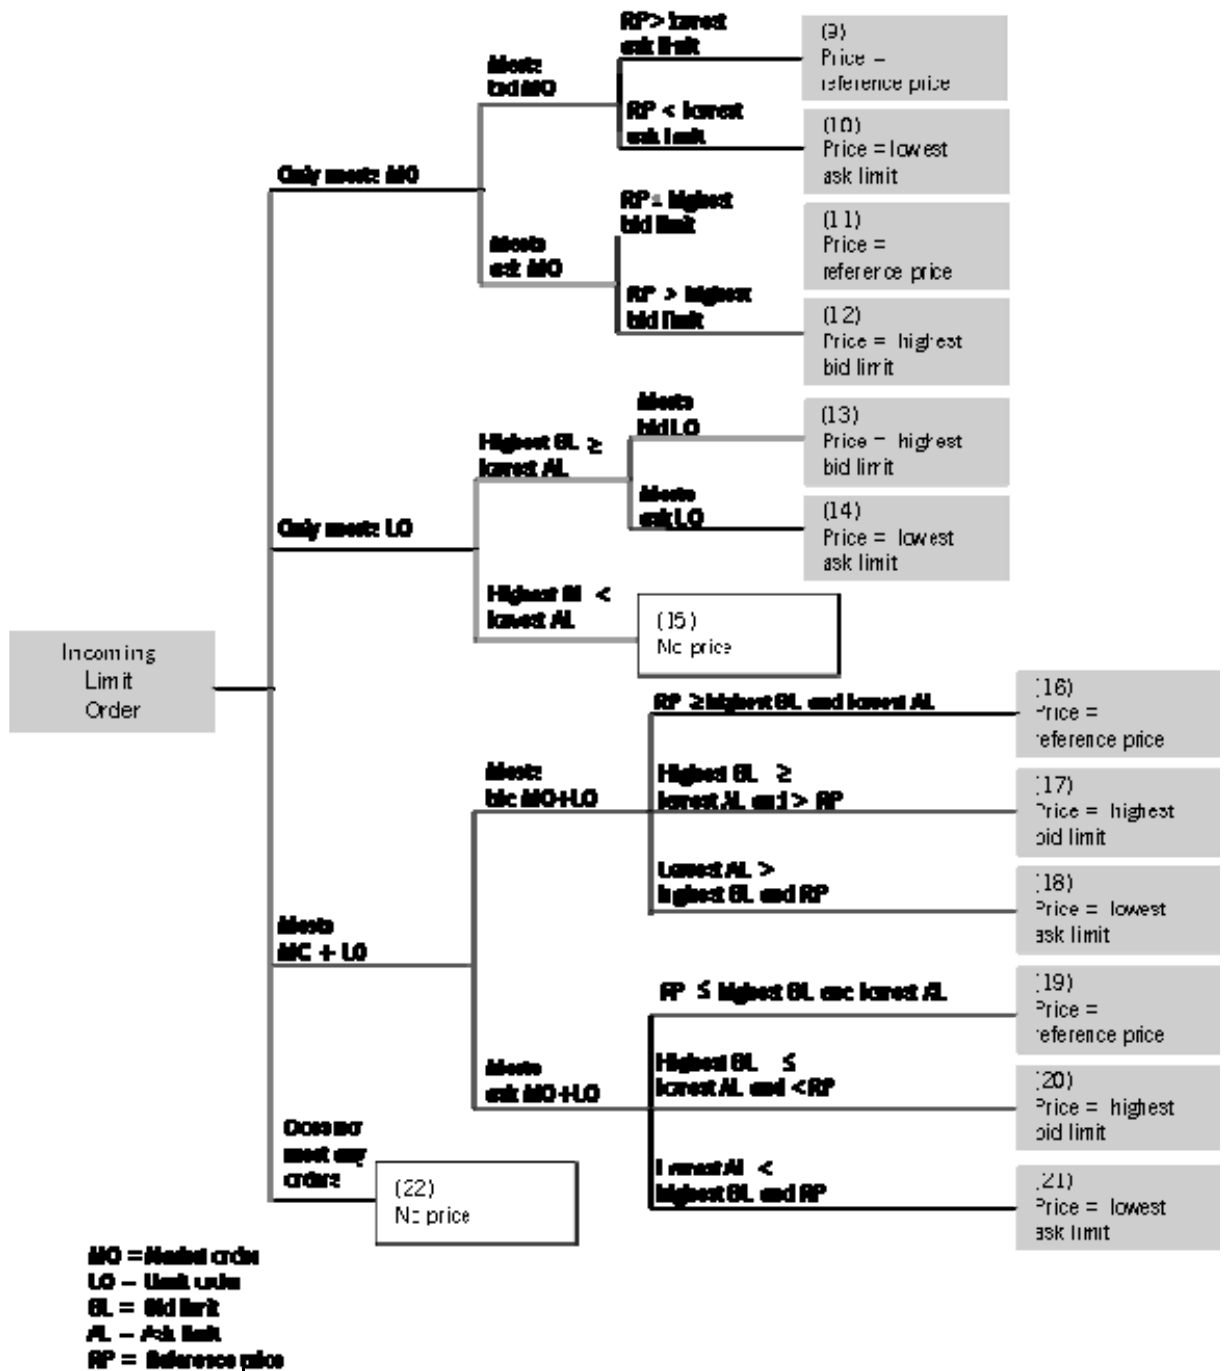 Incoming
Limit
Order
Only meets MO
Meets
bid MO
RP > lowest
ask limit
(9)
Price =
reference price
RP < lowest
ask limit
(10)
Price = lowest
ask limit
Meets
ask MO
RP highest
bid limit
(11)
Price =
reference price
RP > highest
bid limit
(12)
Price = highest
bid limit
Only meets LO
Highest BL ≥
lowest AL
Meets
bid LO
(13)
Price = highest
bid limit
Meets
ask LO
(14)
Price = lowest
ask limit
Highest Bl <
lowest AL
(15)
No price
Meets
MO + LO
Meets
bid MO+LO
RP ≥ highest BL and lowest AL
(16)
Price =
reference price
Highest BL ≥
lowest AL and > RP
(17)
Price = highest
bid limit
Lowest AL >
highest BL and RP
(18)
Price = lowest
ask limit
Meets
ask MO+LO
RP ≤ highest BL and lowest AL
(19)
Price =
reference price
Highest BL ≤
lowest AL and < RP
(20)
Price = highest
bid limit
Lowest AL <
highest BL and RP
(21)
Price = lowest
ask limit
Does not
meet any
orders
(22)
No price
MO = Market order
LO = Limit order
BL = Bid limit
AL = Ask limit
RP = Reference price